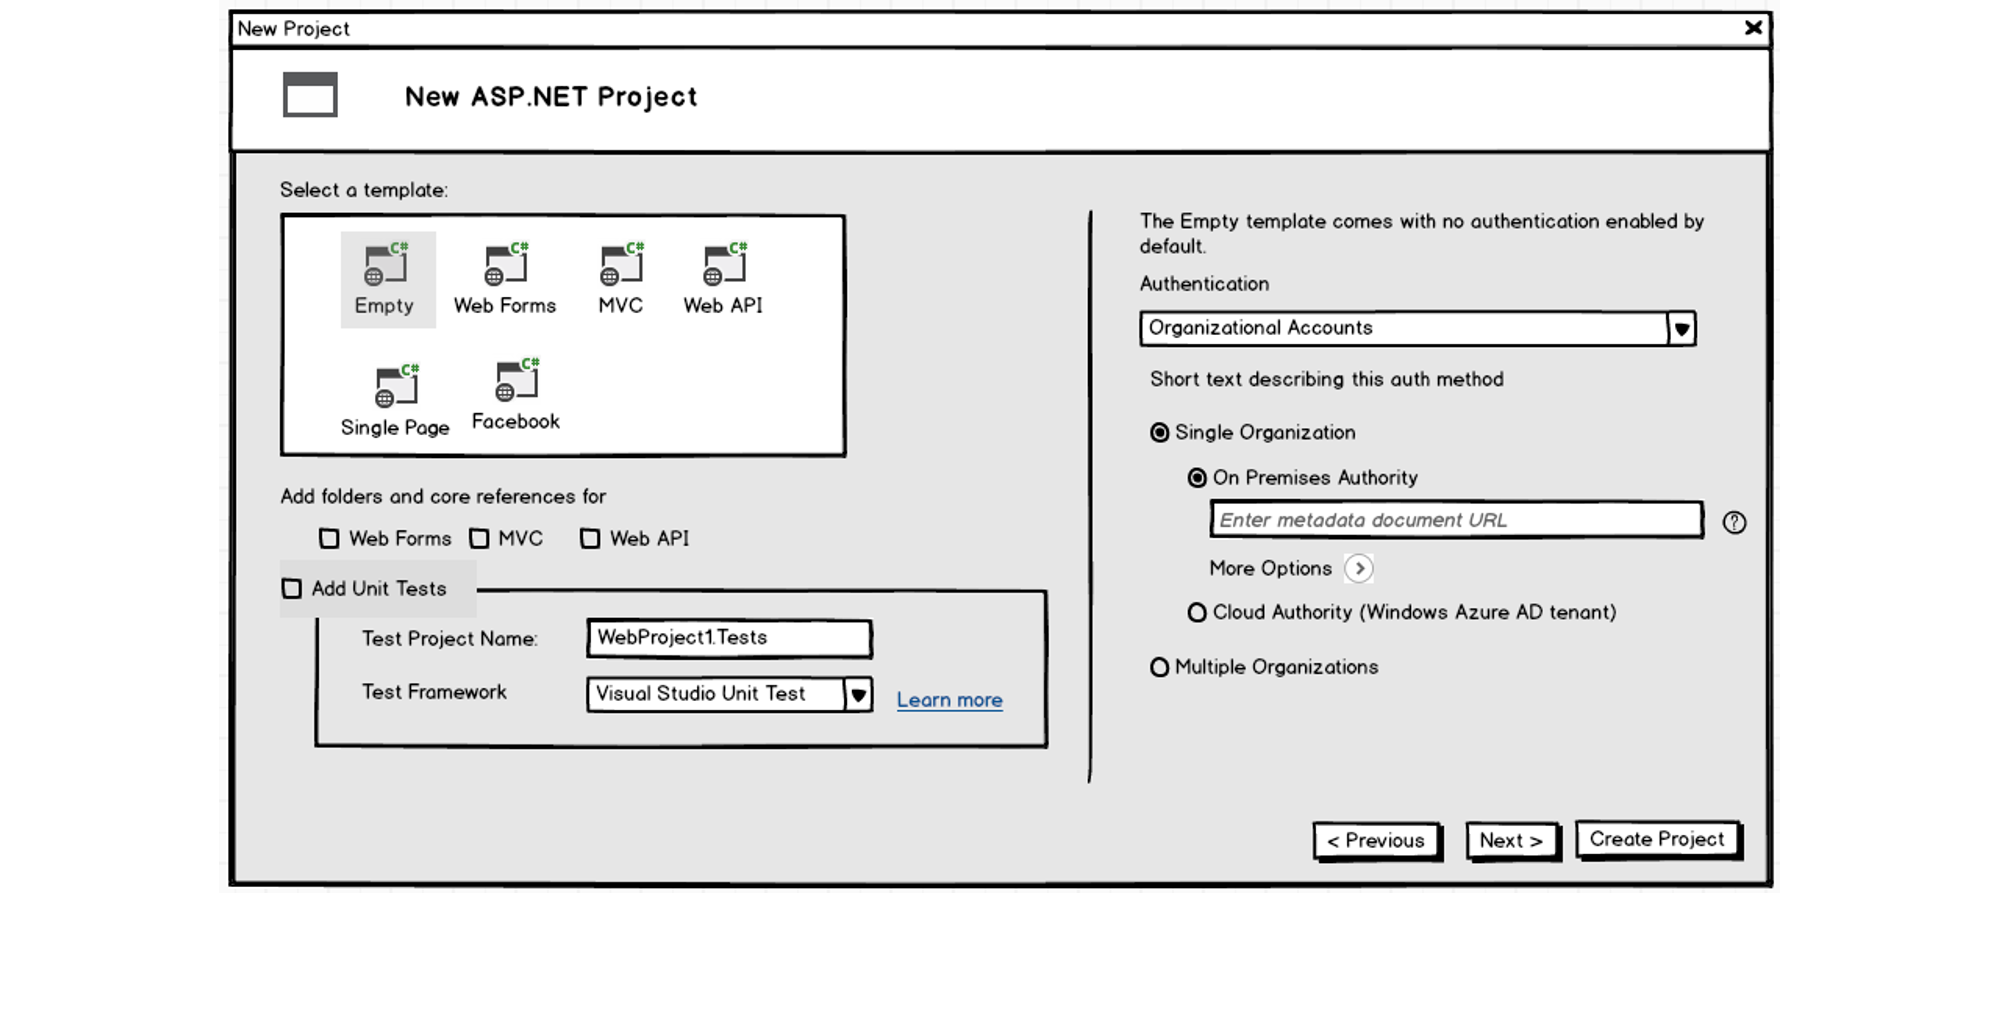 New Project
New ASP.NET Project
Select a template:
C# C# C# C#
Empty Web Forms MVC Web API
C# C#
Single Page Facebook
Add folders and core references for
Web Forms MVC Web API
Add Unit Tests
Test Project Name: WebProject1.Tests
Test Framework Visual Studio Unit Test Learn more
The Empty template comes with no authentication enabled by
default.
Authentication
Organizational Accounts
Short text describing this auth method
Single Organization
On Premises Authority
Enter metadata document URL ?
More Options >
Cloud Authority (Windows Azure AD tenant)
Multiple Organizations
< Previous Next > Create Project